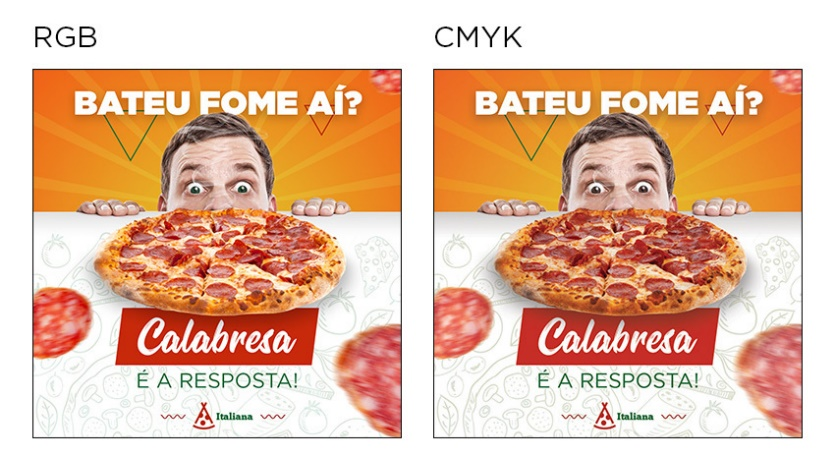 RGB
BATEU FOME AÍ?
Calabresa
É A RESPOSTA!
Italiana
CMYK
BATEU FOME AÍ?
Calabresa
É A RESPOSTA!
Italiana